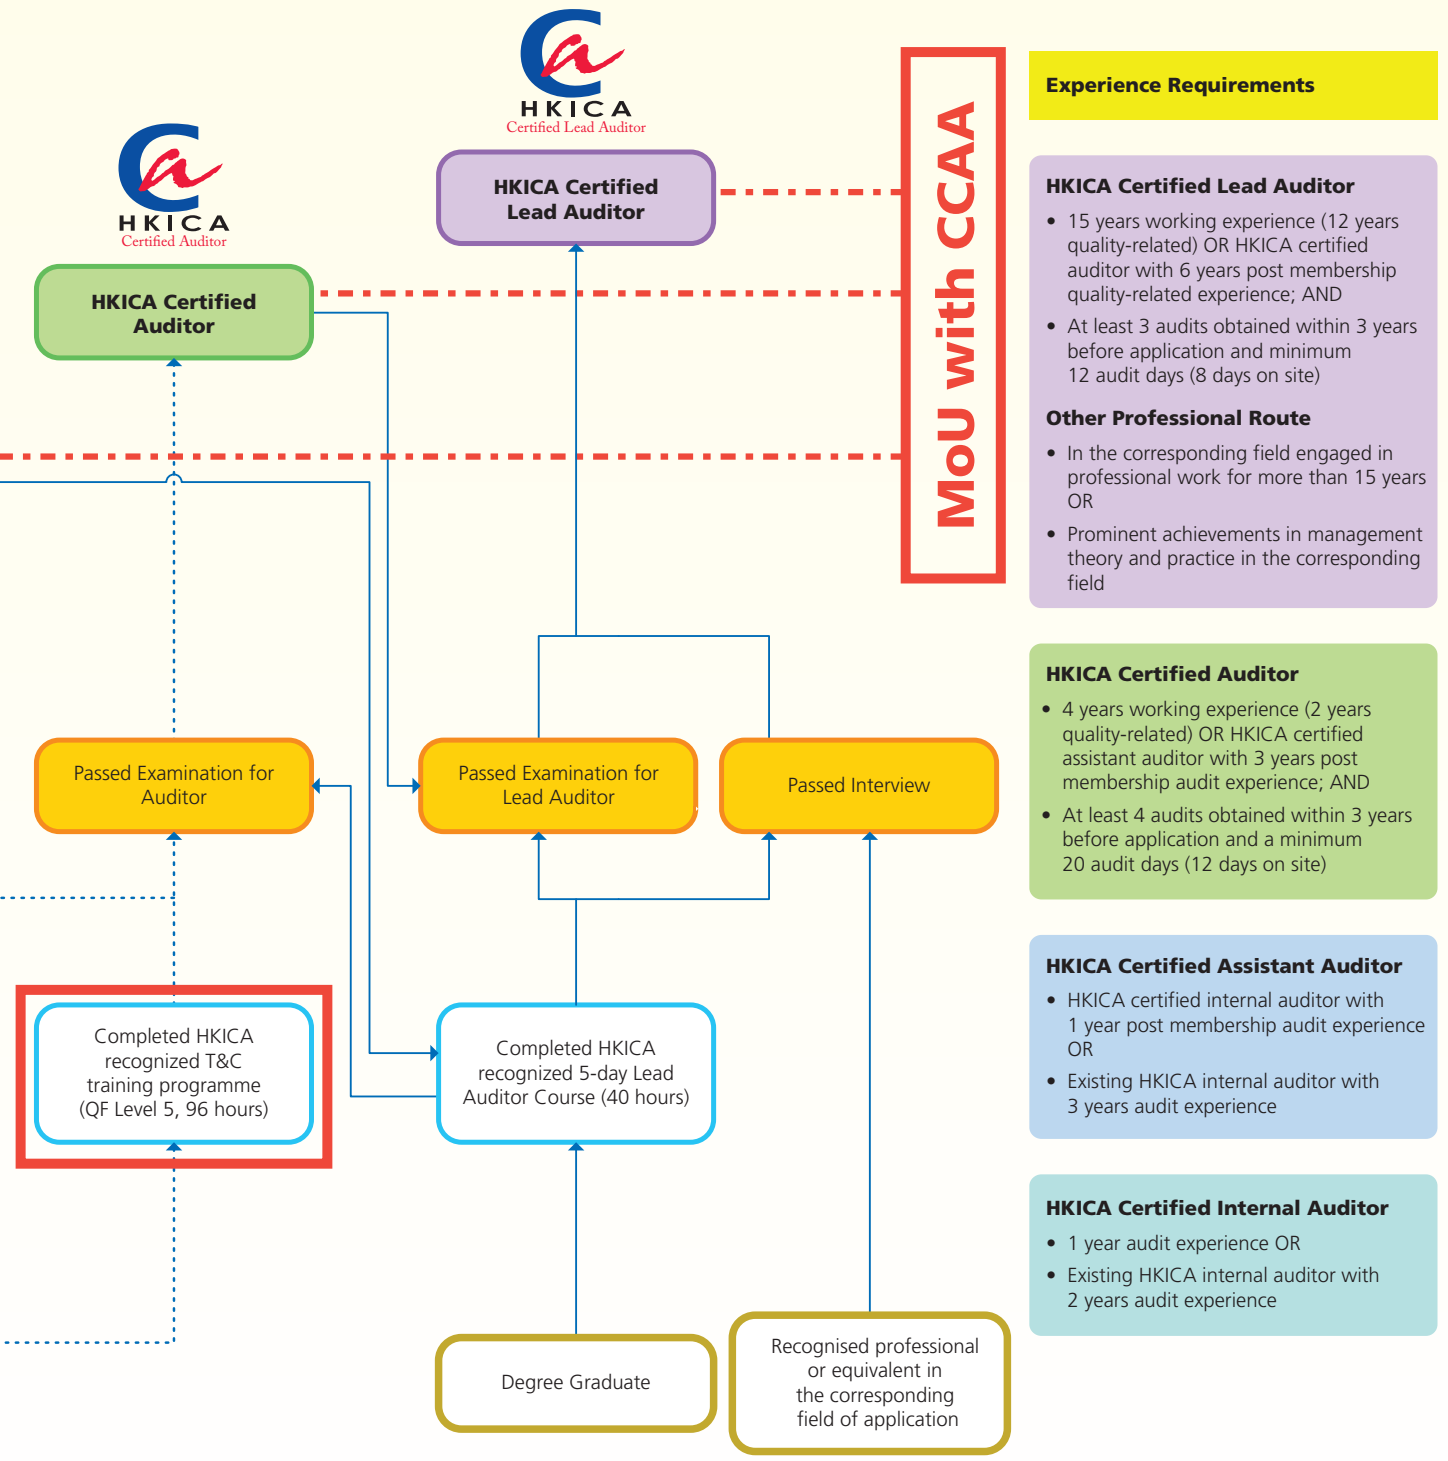 HKICA
Certified Lead Auditor
HKICA
Certified Auditor
HKICA Certified
Lead Auditor
HKICA Certified
Auditor
MoU with CCAA
Passed Examination for
Auditor
Passed Examination for
Lead Auditor
Passed Interview
Completed HKICA
recognized T&C
training programme
(QF Level 5, 96 hours)
Completed HKICA
recognized 5-day Lead
Auditor Course (40 hours)
Degree Graduate
Recognised professional
or equivalent in
the corresponding
field of application
Experience Requirements
HKICA Certified Lead Auditor
• 15 years working experience (12 years
quality-related) OR HKICA certified
auditor with 6 years post membership
quality-related experience; AND
• At least 3 audits obtained within 3 years
before application and minimum
12 audit days (8 days on site)
Other Professional Route
• In the corresponding field engaged in
professional work for more than 15 years
OR
• Prominent achievements in management
theory and practice in the corresponding
field
HKICA Certified Auditor
• 4 years working experience (2 years
quality-related) OR HKICA certified
assistant auditor with 3 years post
membership audit experience; AND
• At least 4 audits obtained within 3 years
before application and a minimum
20 audit days (12 days on site)
HKICA Certified Assistant Auditor
• HKICA certified internal auditor with
1 year post membership audit experience
OR
• Existing HKICA internal auditor with
3 years audit experience
HKICA Certified Internal Auditor
• 1 year audit experience OR
• Existing HKICA internal auditor with
2 years audit experience